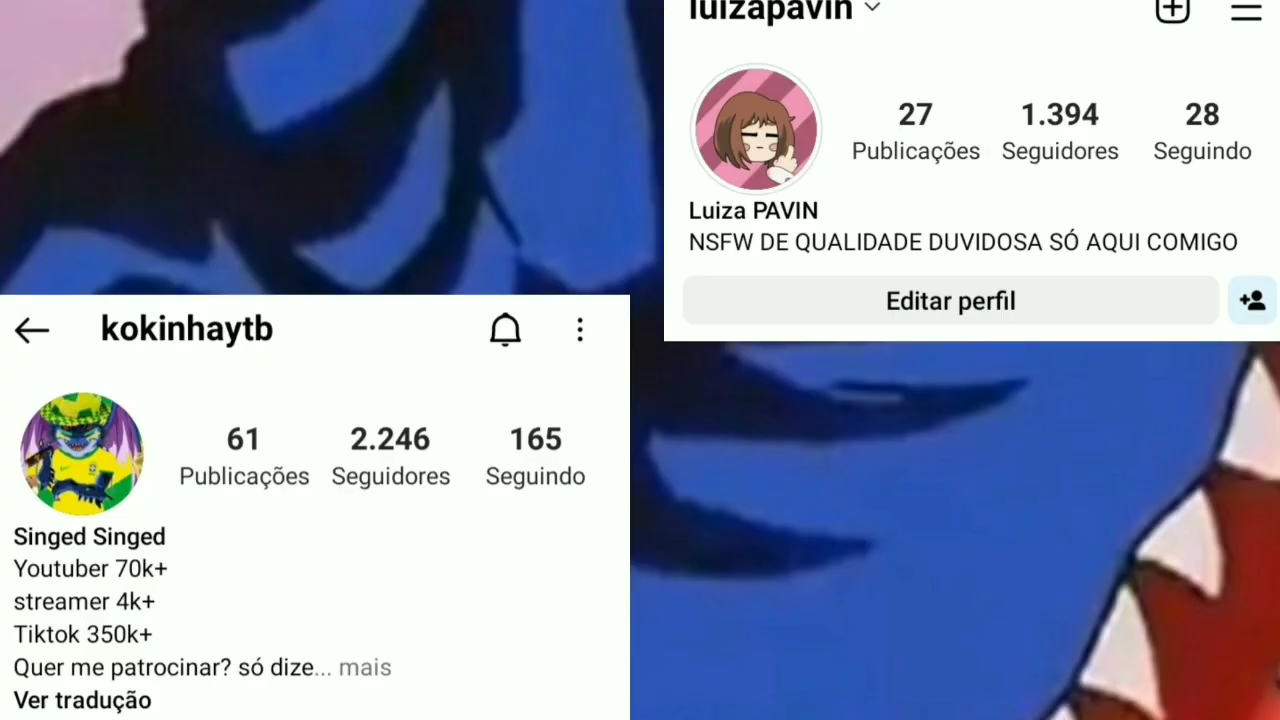 luizapavin
27 1.394 28
Publicações Seguidores Seguindo
Luiza PAVIN
NSFW DE QUALIDADE DUVIDOSA SÓ AQUI COMIGO
Editar perfil
kokinhaytb
61 2.246 165
Publicações Seguidores Seguindo
Singed Singed
Youtuber 70k+
streamer 4k+
Tiktok 350k+
Quer me patrocinar? só dize... mais
Ver tradução